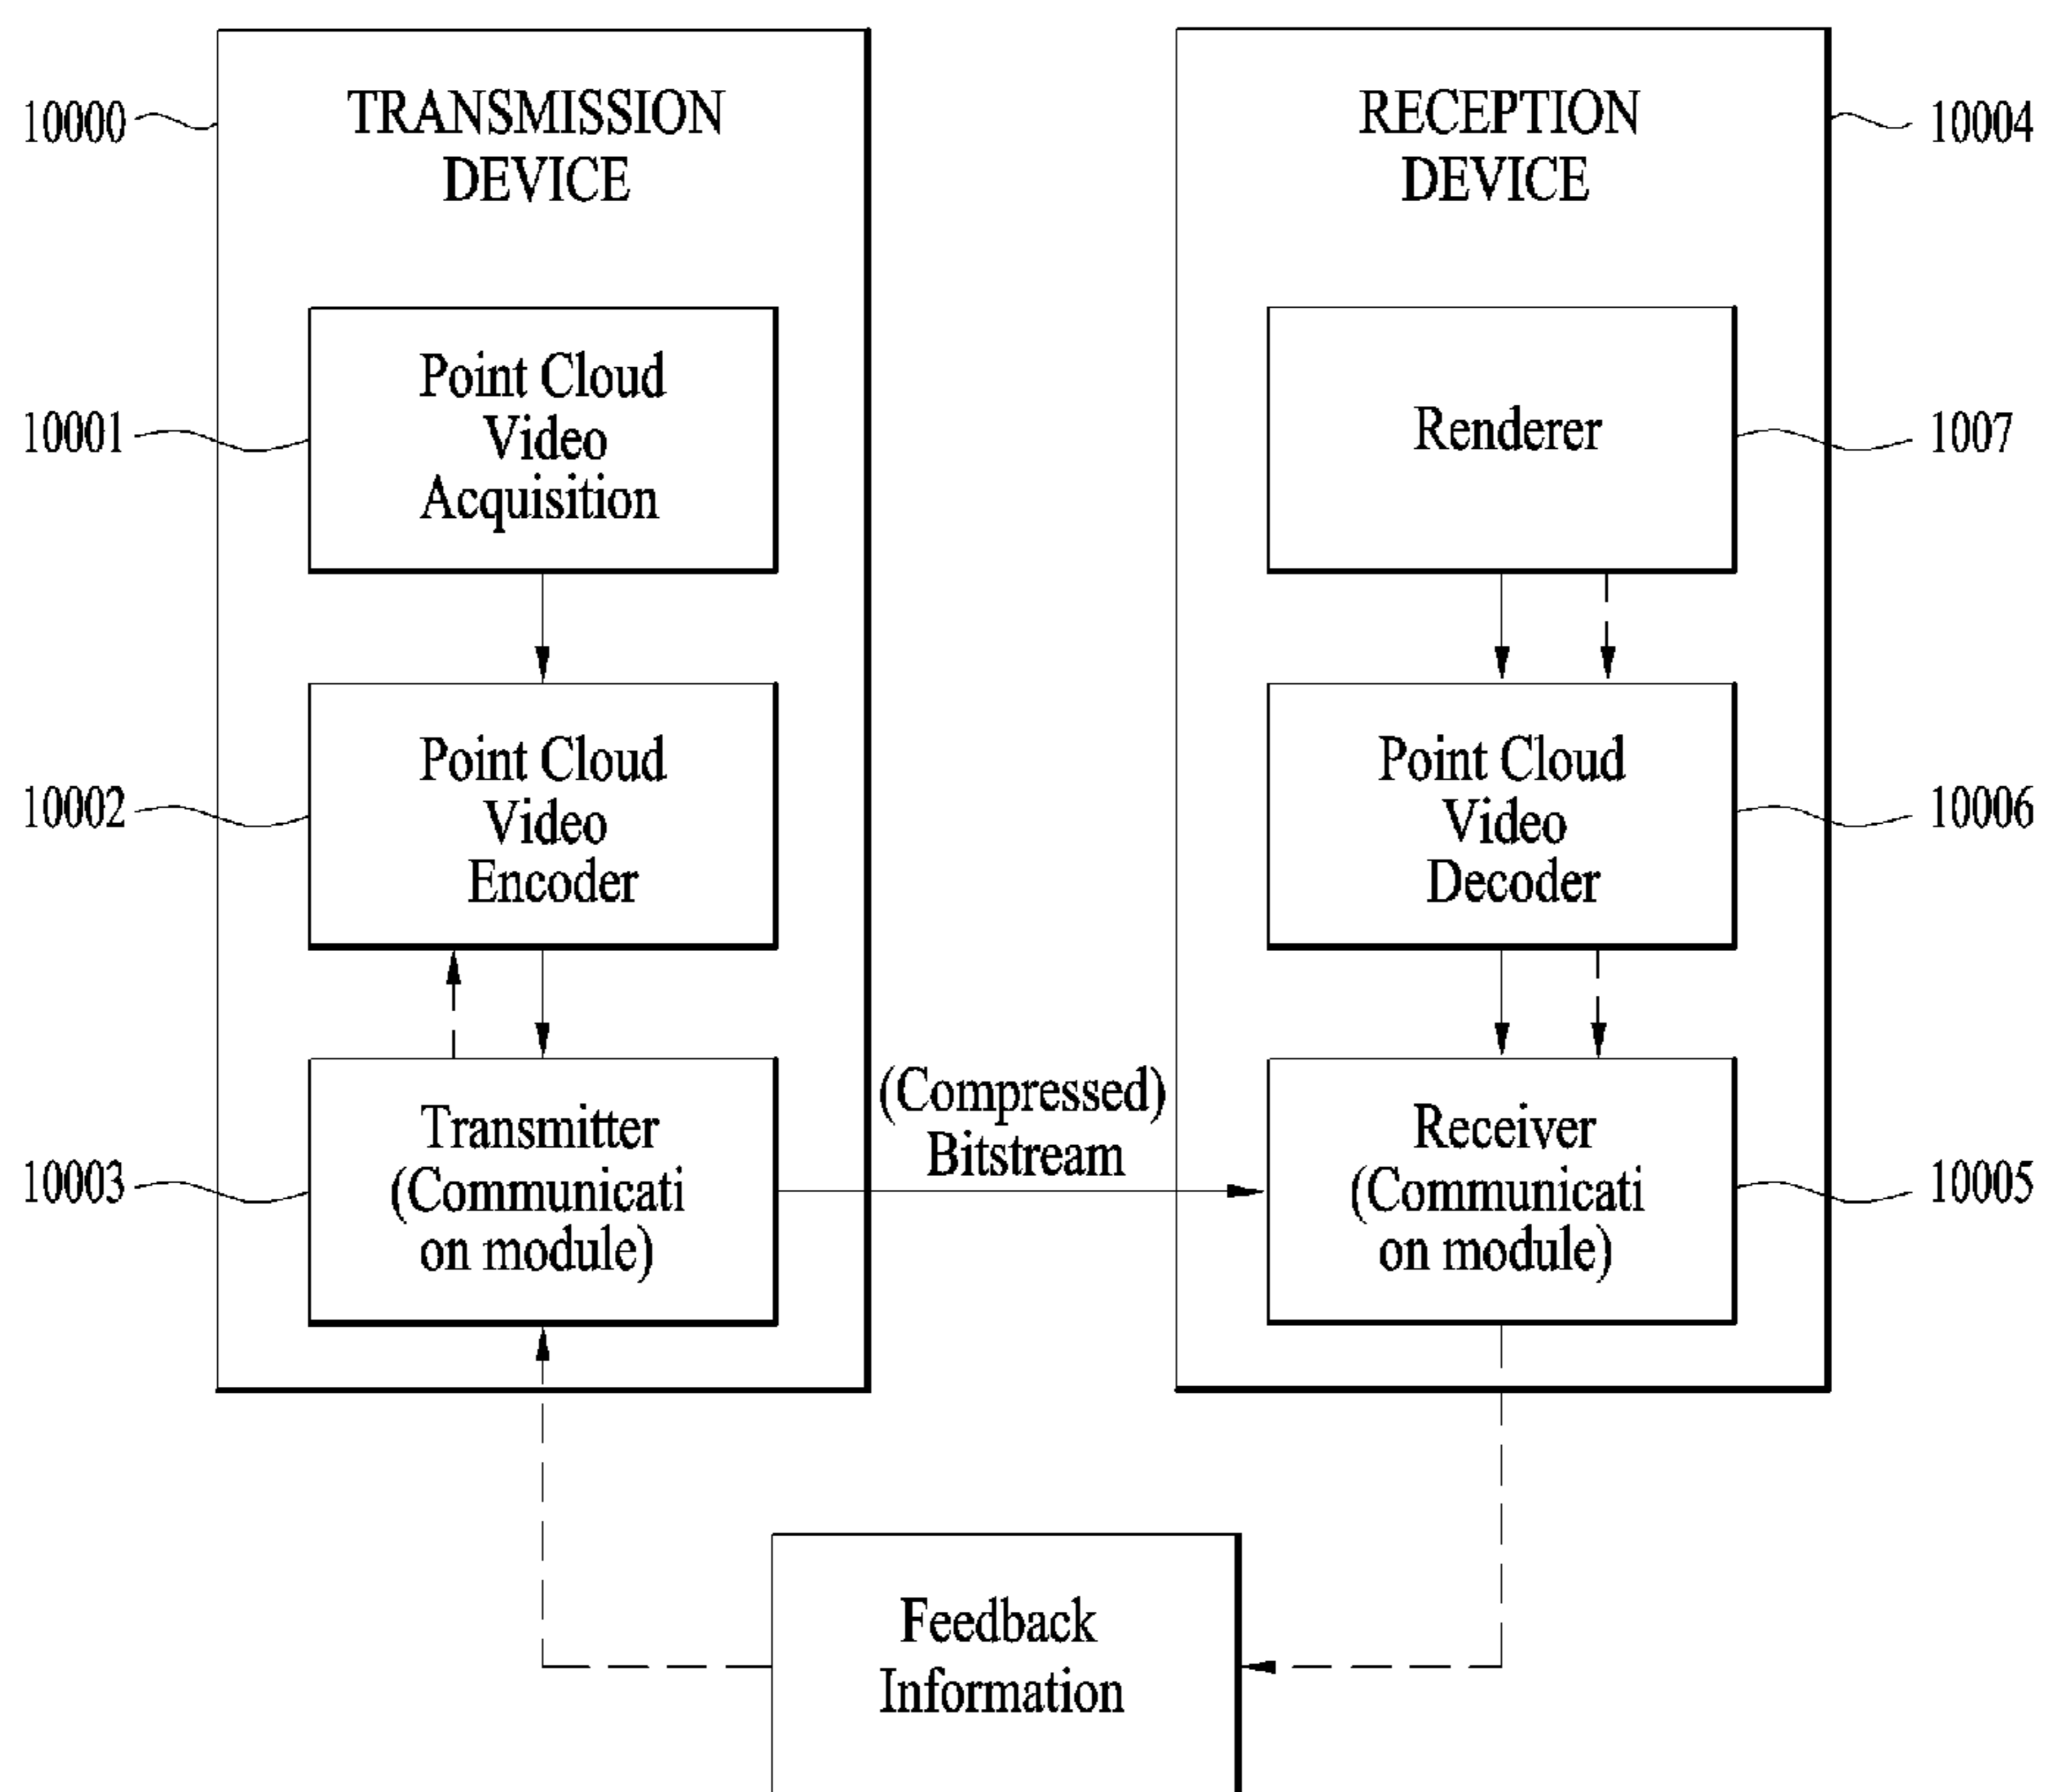 10000
TRANSMISSION
DEVICE
10001
Point Cloud
Video
Acquisition
10002
Point Cloud
Video
Encoder
10003
Transmitter
(Communicati
on module)
(Compressed)
Bitstream
RECEPTION
DEVICE
10004
Renderer
1007
Point Cloud
Video
Decoder
10006
Receiver
(Communicati
on module)
10005
Feedback
Information